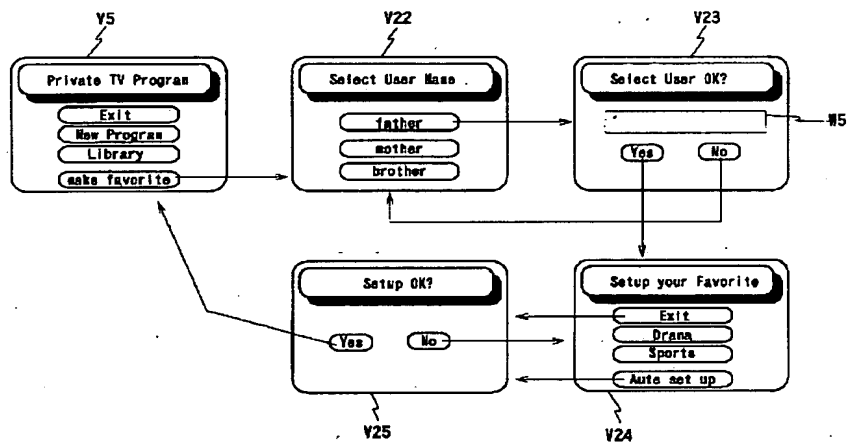 V5
V22
V23
Private TV Program
Exit
New Program
Library
make favorite
Select User Name
father
mother
brother
Select User OK?
W5
Yes
No
Setup OK?
Yes
No
Setup your Favorite
Exit
Drama
Sports
Auto set up
V25
V24